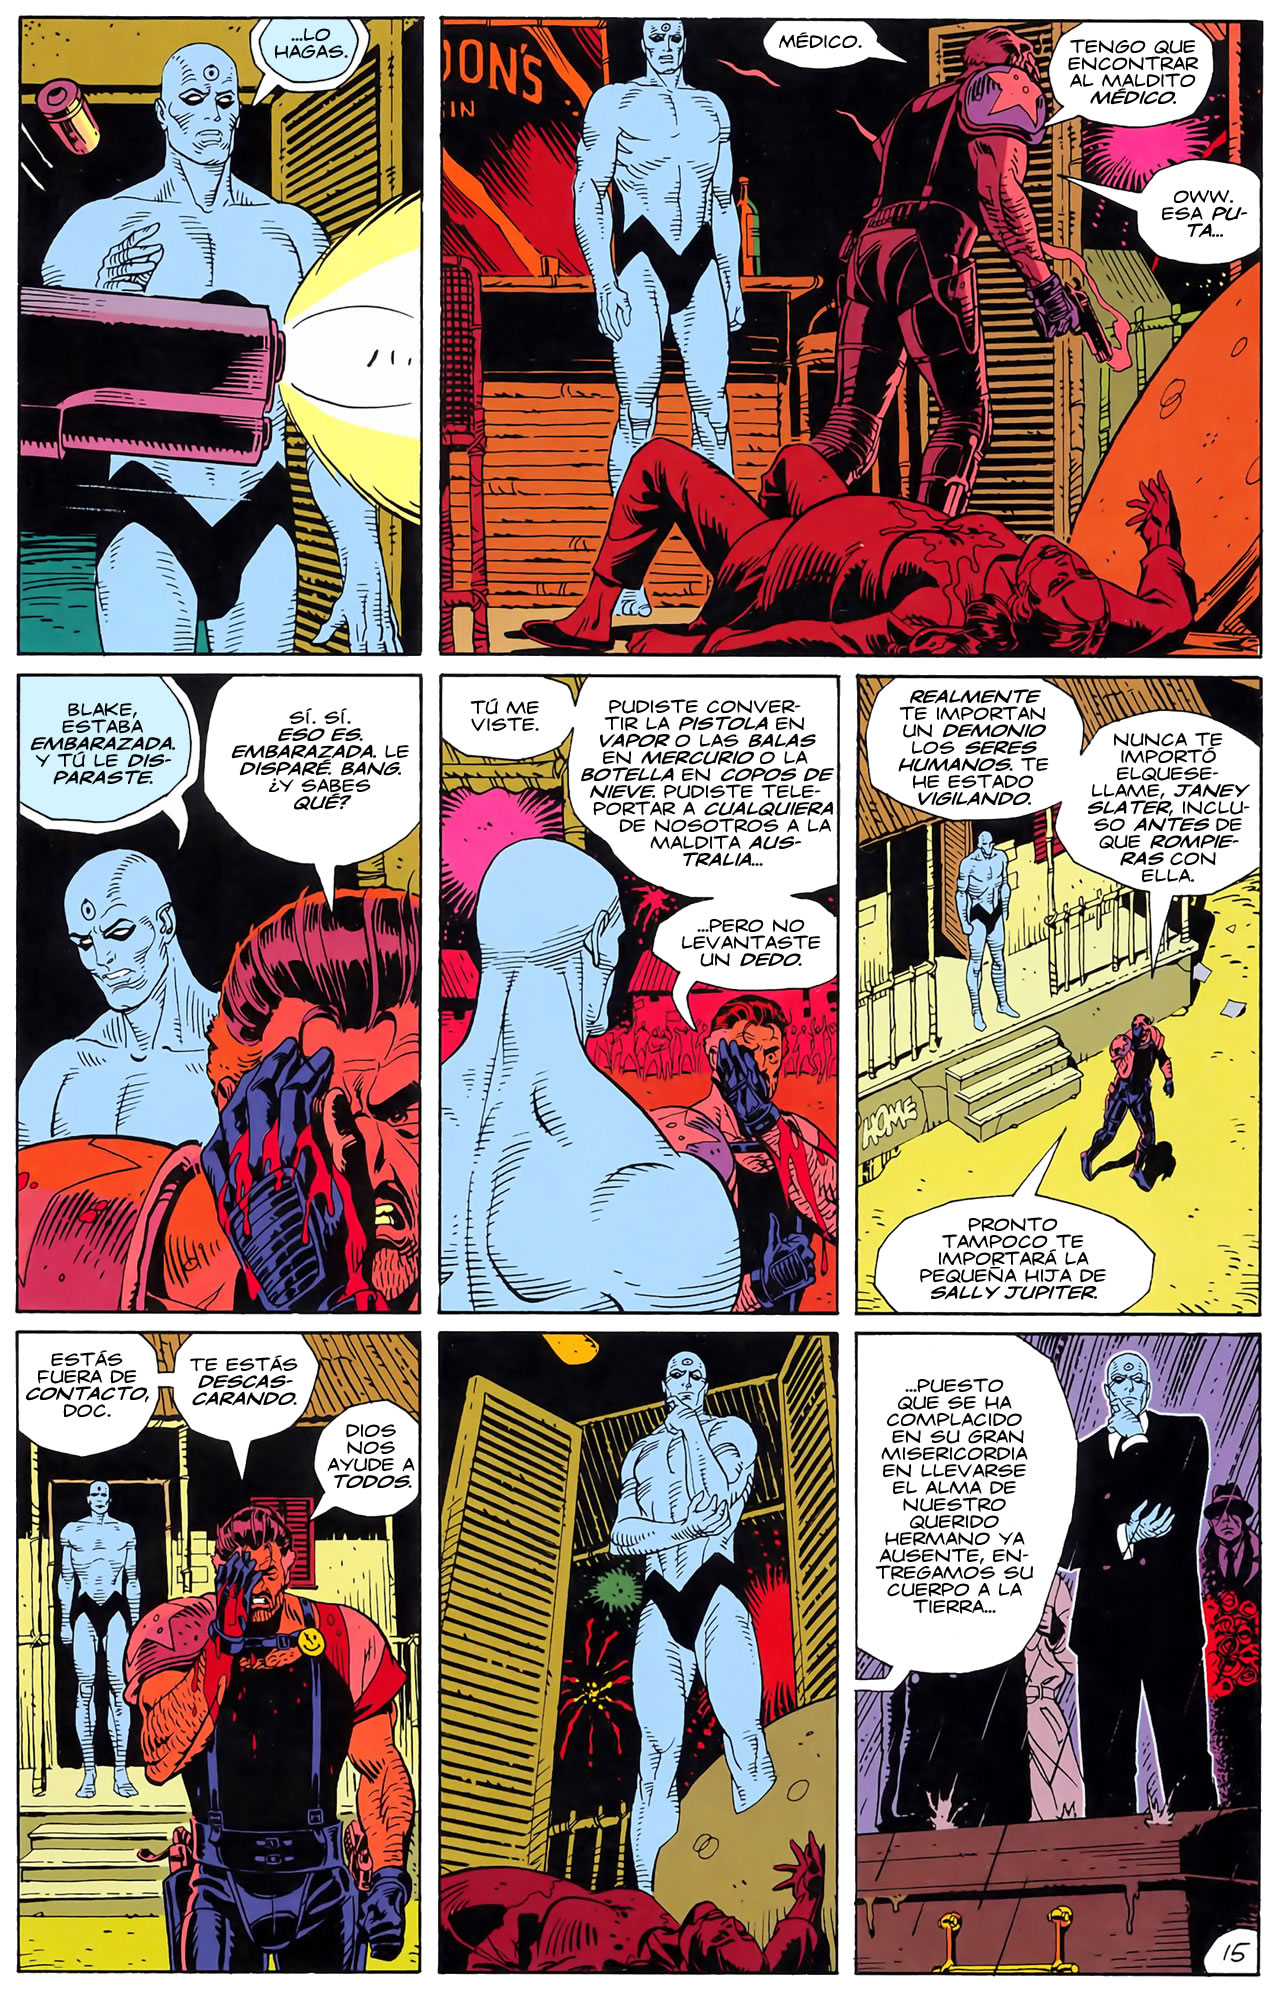 ...LO
HAGAS.
DON'S
GIN
MÉDICO.
TENGO QUE
ENCONTRAR
AL MALDITO
MÉDICO.
OWW.
ESA PU-
TA...
BLAKE,
ESTABA
EMBARAZADA.
Y TÚ LE DIS-
PARASTE.
SÍ. SÍ.
ESO ES.
EMBARAZADA. LE
DISPARÉ. BANG.
¿Y SABES
QUÉ?
TÚ ME
VISTE.
PUDISTE CONVER-
TIR LA PISTOLA EN
VAPOR O LAS BALAS
EN MERCURIO O LA
BOTELLA EN COPOS DE
NIEVE. PUDISTE TELE-
PORTAR A CUALQUIERA
DE NOSOTROS A LA
MALDITA AUS-
TRALIA...
...PERO NO
LEVANTASTE
UN DEDO.
REALMENTE
TE IMPORTAN
UN DEMONIO
LOS SERES
HUMANOS. TE
HE ESTADO
VIGILANDO.
NUNCA TE
IMPORTÓ
ELQUESE-
LLAME, JANEY
SLATER, INCLU-
SO ANTES DE
QUE ROMPIE-
RAS CON
ELLA.
HOME
PRONTO
TAMPOCO TE
IMPORTARÁ LA
PEQUEÑA HIJA DE
SALLY JUPITER.
ESTÁS
FUERA DE
CONTACTO,
DOC.
TE ESTÁS
DESCAS-
CARANDO.
DIOS
NOS
AYUDE A
TODOS.
...PUESTO
QUE SE HA
COMPLACIDO
EN SU GRAN
MISERICORDIA
EN LLEVARSE
EL ALMA DE
NUESTRO
QUERIDO
HERMANO YA
AUSENTE, EN-
TREGAMOS SU
CUERPO A LA
TIERRA...
15